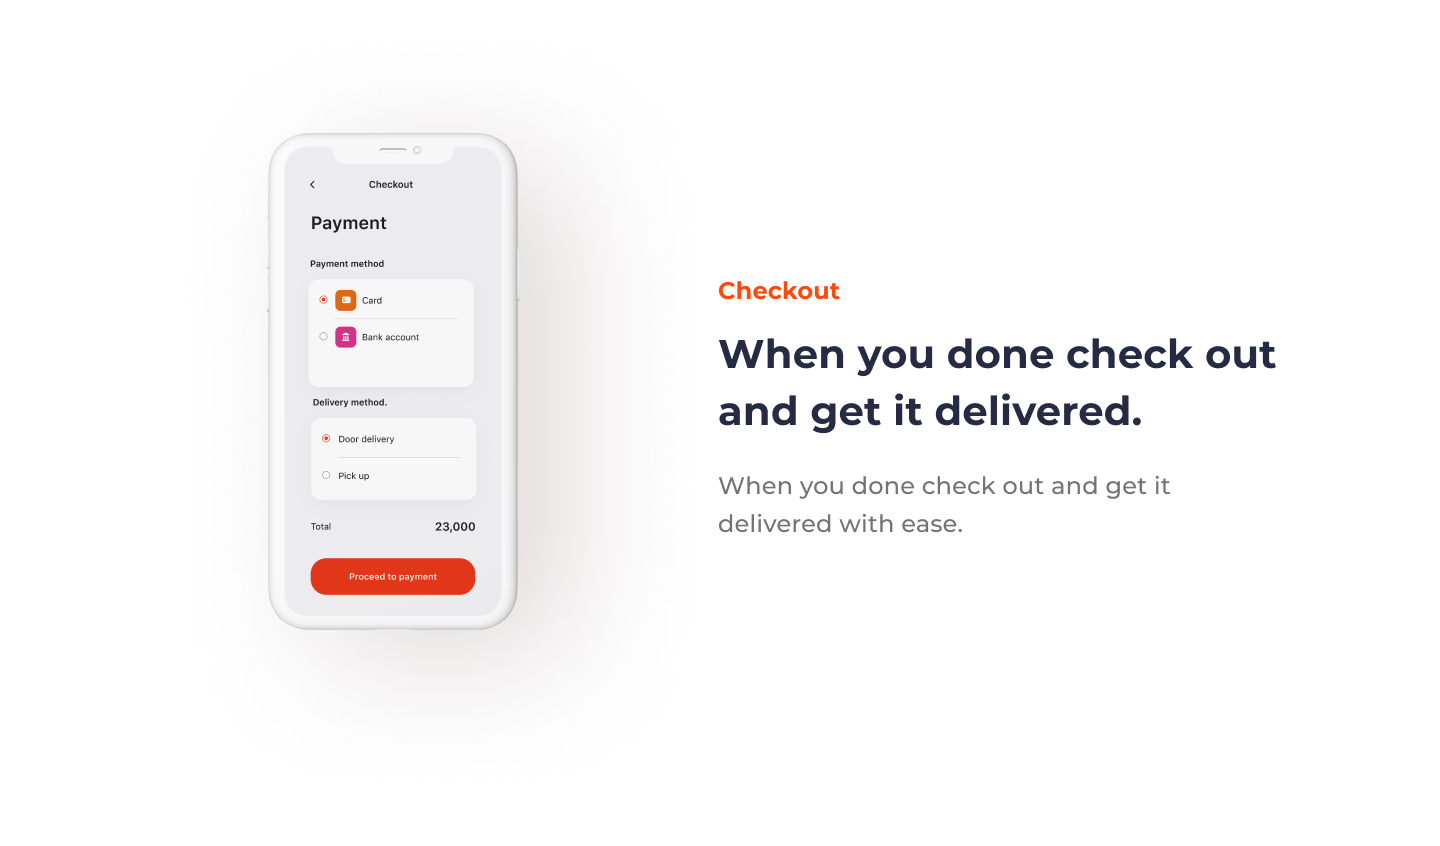 Checkout
Payment
Payment method
Card
Bank account
Delivery method.
Door delivery
Pick up
Total 23,000
Proceed to payment
Checkout
When you done check out
and get it delivered.
When you done check out and get it
delivered with ease.